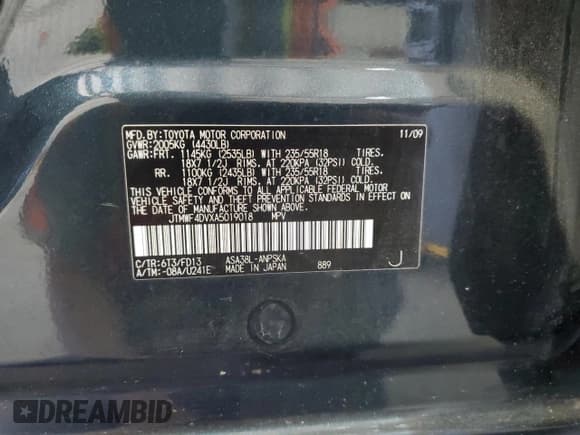 MFD. BY: TOYOTA MOTOR CORPORATION 11/09
GVWR: 2005KG (4430LB)
GAWR: FRT. 1145KG (2535LB) WITH 235/55R18 TIRES.
18X7 1/2J RIMS. AT 220KPA (32PSI) COLD.
RR. 1100KG (2435LB) WITH 235/55R18 TIRES.
18X7 1/2J RIMS. AT 220KPA (32PSI) COLD.
THIS VEHICLE CONFORMS TO ALL APPLICABLE FEDERAL MOTOR
VEHICLE SAFETY, BUMPER, AND THEFT PREVENTION STANDARDS IN
EFFECT ON THE DATE OF MANUFACTURE SHOWN ABOVE.
JTMWF4DVXA5019018 MPV
C/TR: 6T3/FD13 ASA38L-ANPSKA J
A/TM: -08A/U241E MADE IN JAPAN 889
DREAMBID